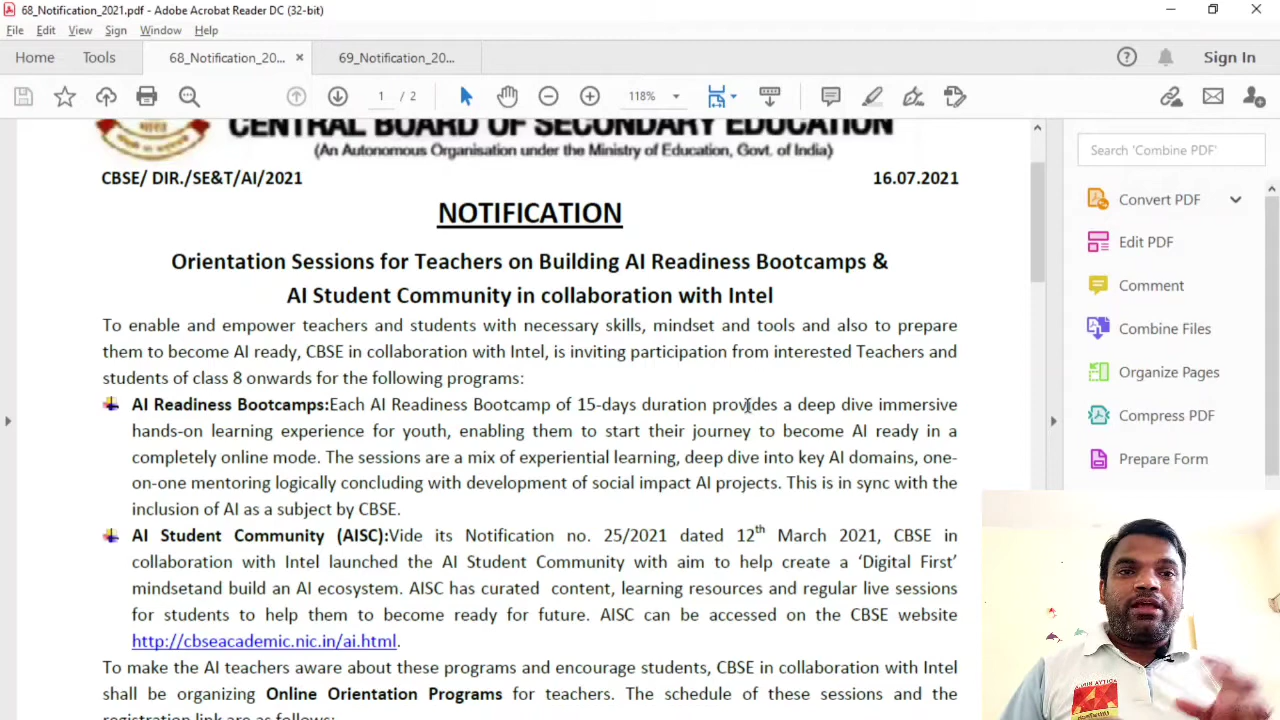 68_Notification_2021.pdf - Adobe Acrobat Reader DC (32-bit)
File Edit View Sign Window Help
Home Tools 68_Notification_20... × 69_Notification_20... Sign In
1 / 2 118%
CENTRAL BOARD OF SECONDARY EDUCATION
(An Autonomous Organisation under the Ministry of Education, Govt. of India)
CBSE/ DIR./SE&T/AI/2021 16.07.2021
NOTIFICATION
Orientation Sessions for Teachers on Building AI Readiness Bootcamps &
AI Student Community in collaboration with Intel
To enable and empower teachers and students with necessary skills, mindset and tools and also to prepare
them to become AI ready, CBSE in collaboration with Intel, is inviting participation from interested Teachers and
students of class 8 onwards for the following programs:
AI Readiness Bootcamps:Each AI Readiness Bootcamp of 15-days duration provides a deep dive immersive
hands-on learning experience for youth, enabling them to start their journey to become AI ready in a
completely online mode. The sessions are a mix of experiential learning, deep dive into key AI domains, one-
on-one mentoring logically concluding with development of social impact AI projects. This is in sync with the
inclusion of AI as a subject by CBSE.
AI Student Community (AISC):Vide its Notification no. 25/2021 dated 12th March 2021, CBSE in
collaboration with Intel launched the AI Student Community with aim to help create a ‘Digital First’
mindsetand build an AI ecosystem. AISC has curated content, learning resources and regular live sessions
for students to help them to become ready for future. AISC can be accessed on the CBSE website
http://cbseacademic.nic.in/ai.html.
To make the AI teachers aware about these programs and encourage students, CBSE in collaboration with Intel
shall be organizing Online Orientation Programs for teachers. The schedule of these sessions and the
registration link are as follows:
Search 'Combine PDF'
Convert PDF
Edit PDF
Comment
Combine Files
Organize Pages
Compress PDF
Prepare Form